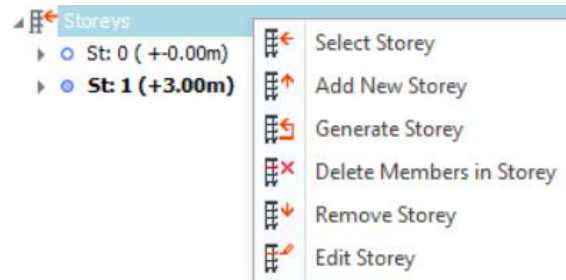 Storeys
St: 0 ( +-0.00m)
St: 1 (+3.00m)
Select Storey
Add New Storey
Generate Storey
Delete Members in Storey
Remove Storey
Edit Storey